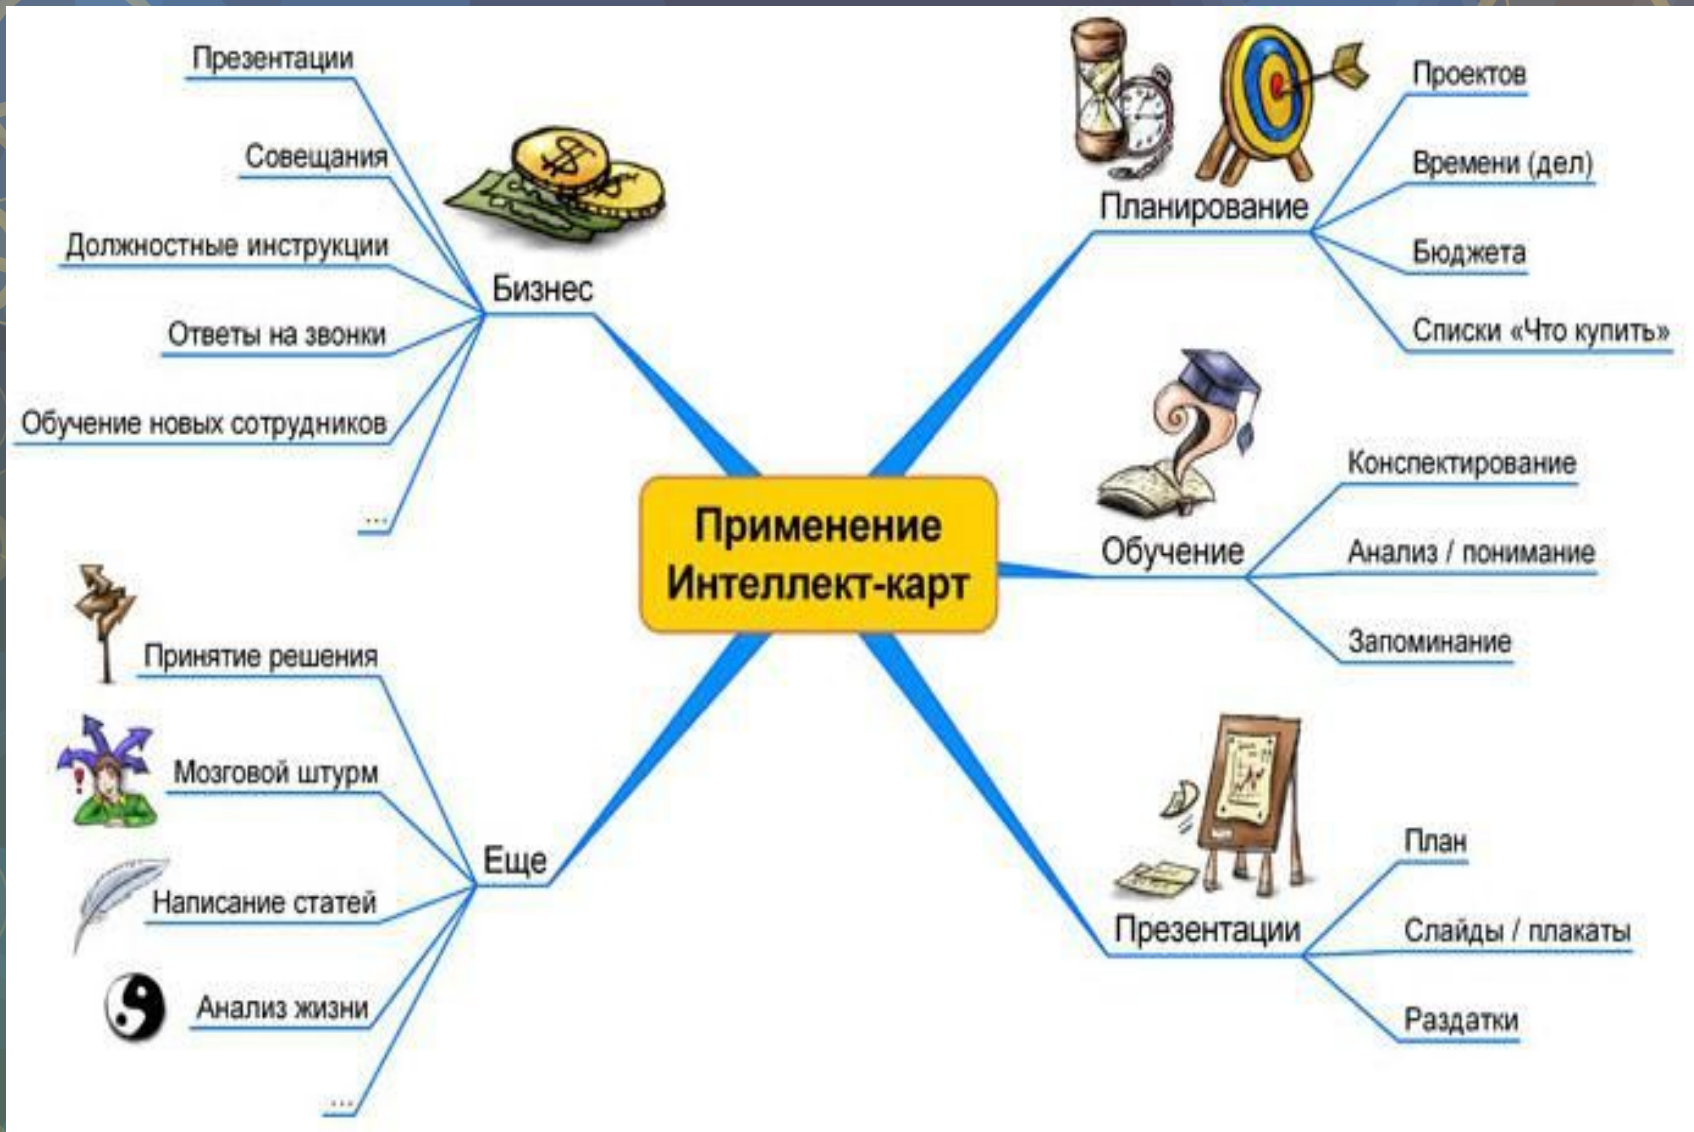 Применение
Интеллект-карт
Планирование
Проектов
Времени (дел)
Бюджета
Списки «Что купить»
Обучение
Конспектирование
Анализ / понимание
Запоминание
Презентации
План
Слайды / плакаты
Раздатки
Бизнес
Презентации
Совещания
Должностные инструкции
Ответы на звонки
Обучение новых сотрудников
...
Еще
Принятие решения
Мозговой штурм
Написание статей
Анализ жизни
...